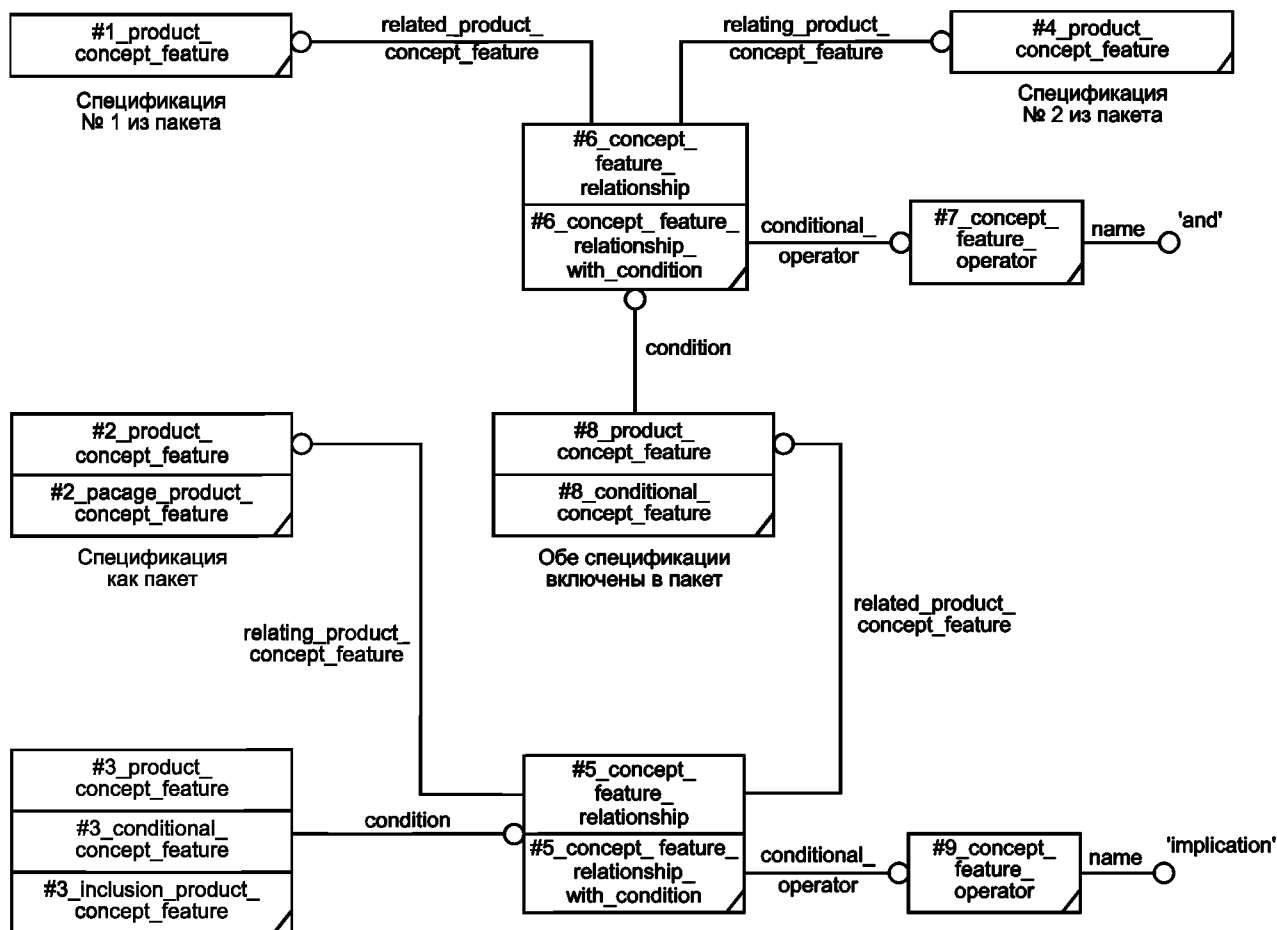 #1_product_
concept_feature
related_product_
concept_feature
relating_product_
concept_feature
#4_product_
concept_feature
Спецификация
№ 1 из пакета
Спецификация
№ 2 из пакета
#6_concept_
feature_
relationship
#6_concept_ feature_
relationship_
with_condition
conditional_
operator
#7_concept_
feature_
operator
name
'and'
condition
#2_product_
concept_feature
#2_pacage_product_
concept_feature
Спецификация
как пакет
#8_product_
concept_feature
#8_conditional_
concept_feature
Обе спецификации
включены в пакет
relating_product_
concept_feature
related_product_
concept_feature
#3_product_
concept_feature
#3_conditional_
concept_feature
#3_inclusion_product_
concept_feature
condition
#5_concept_
feature_
relationship
#5_concept_ feature_
relationship_
with_condition
conditional_
operator
#9_concept_
feature_
operator
name
'implication'